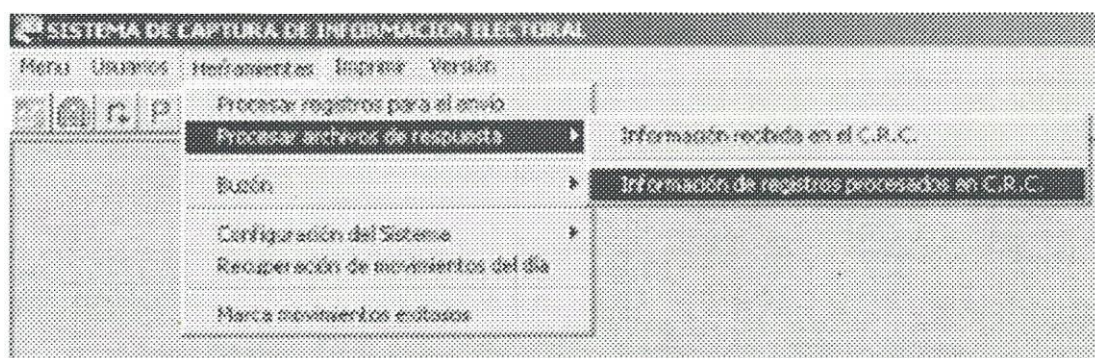 SISTEMA DE CAPTURA DE INFORMACION ELECTORAL
Menu Usuarios Herramientas Imprimir Versión
P
Procesar registros para el envío
Procesar archivos de respuesta
Información recibida en el C.R.C.
Buzón
Información de registros procesados en C.R.C.
Configuración del Sistema
Recuperación de movimientos del día
Marca movimientos exitosos